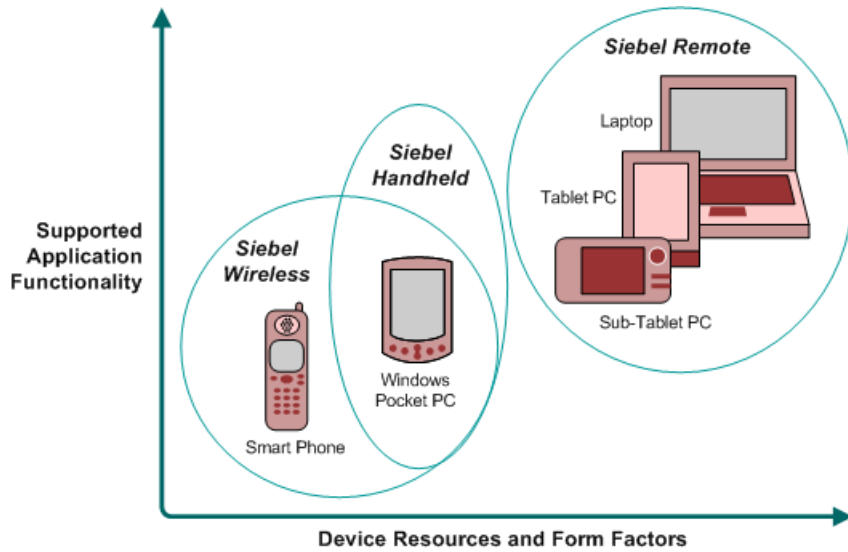 Siebel Remote
Laptop
Siebel
Handheld
Tablet PC
Supported
Application
Functionality
Siebel
Wireless
Sub-Tablet PC
Windows
Pocket PC
Smart Phone
Device Resources and Form Factors